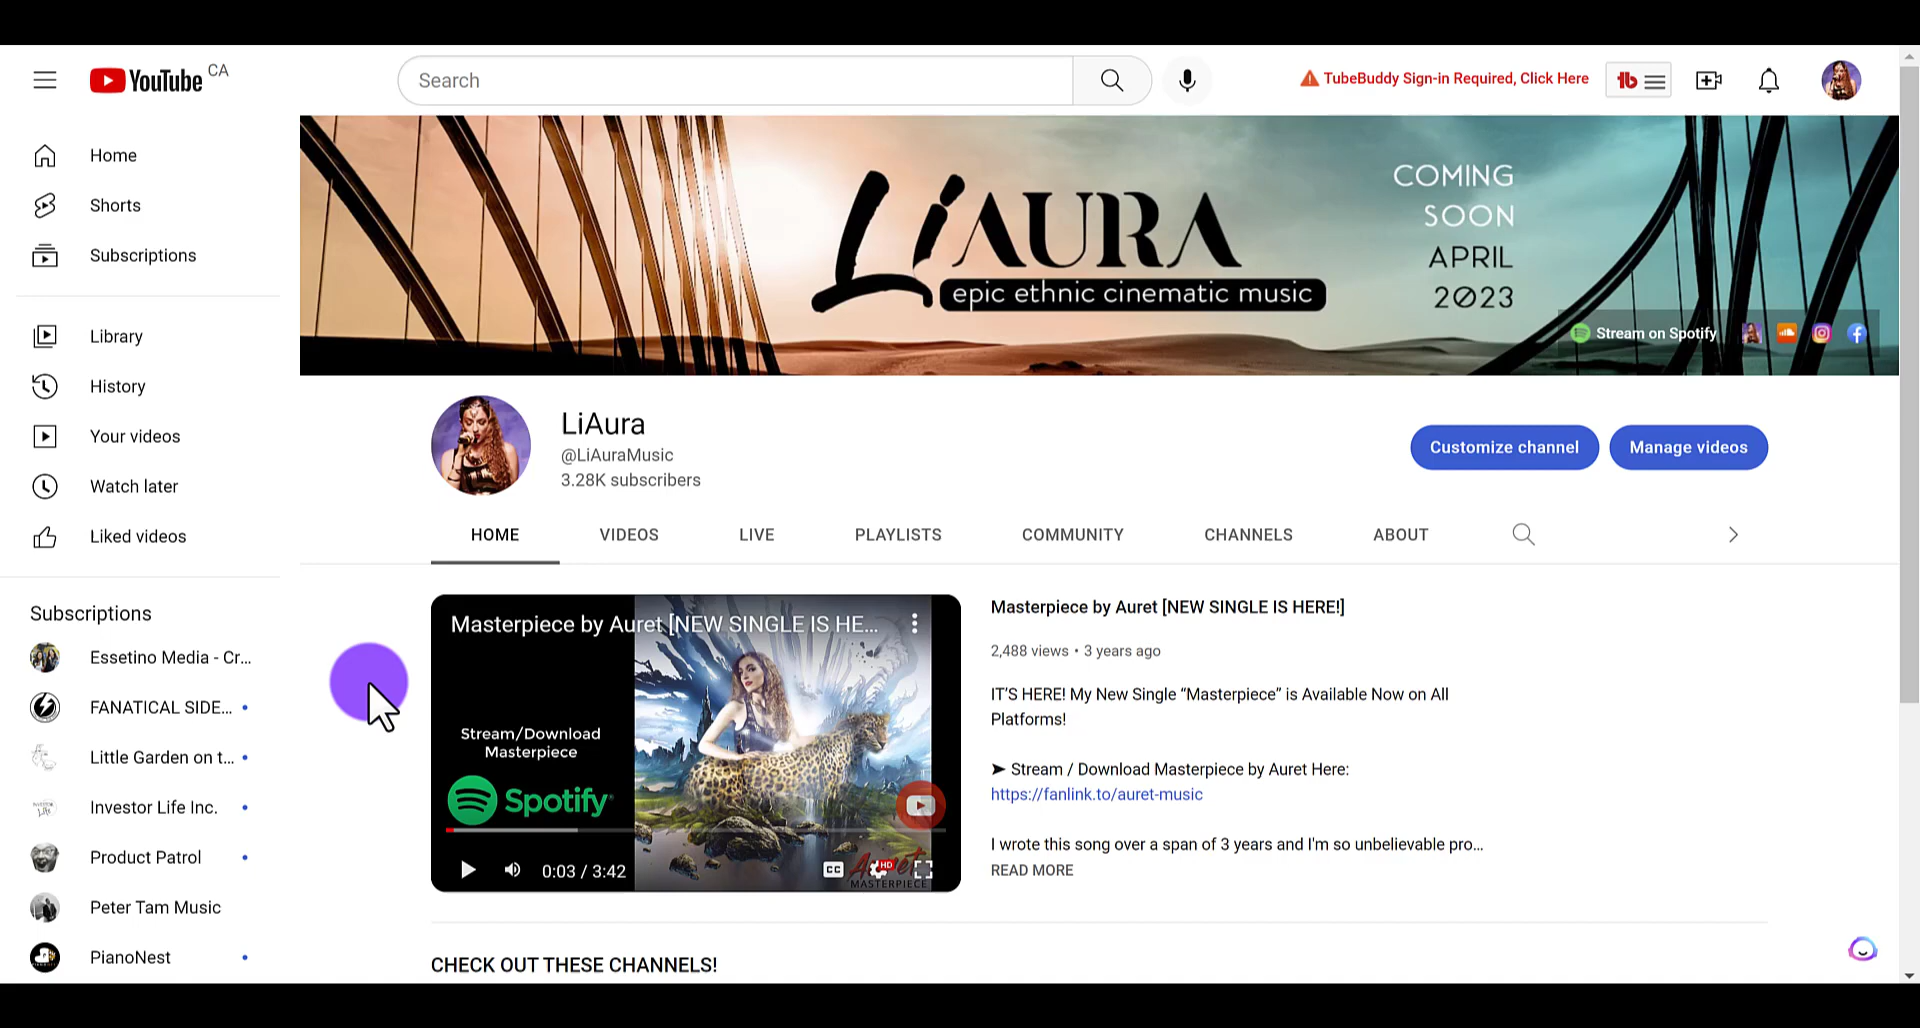 YouTube CA
Search
TubeBuddy Sign-in Required, Click Here
tb
Home
Shorts
Subscriptions
Library
History
Your videos
Watch later
Liked videos
Subscriptions
Essetino Media - Cr...
FANATICAL SIDE...
Little Garden on t...
Investor Life Inc.
Product Patrol
Peter Tam Music
PianoNest
LiAURA
epic ethnic cinematic music
COMING
SOON
APRIL
2023
Stream on Spotify
LiAura
@LiAuraMusic
3.28K subscribers
Customize channel
Manage videos
HOME
VIDEOS
LIVE
PLAYLISTS
COMMUNITY
CHANNELS
ABOUT
Masterpiece by Auret [NEW SINGLE IS HE...
Stream/Download
Masterpiece
Spotify
0:03 / 3:42
CC
HD
Auret
MASTERPIECE
Masterpiece by Auret [NEW SINGLE IS HERE!]
2,488 views • 3 years ago
IT'S HERE! My New Single “Masterpiece” is Available Now on All
Platforms!
➤ Stream / Download Masterpiece by Auret Here:
https://fanlink.to/auret-music
I wrote this song over a span of 3 years and I'm so unbelievable pro...
READ MORE
CHECK OUT THESE CHANNELS!